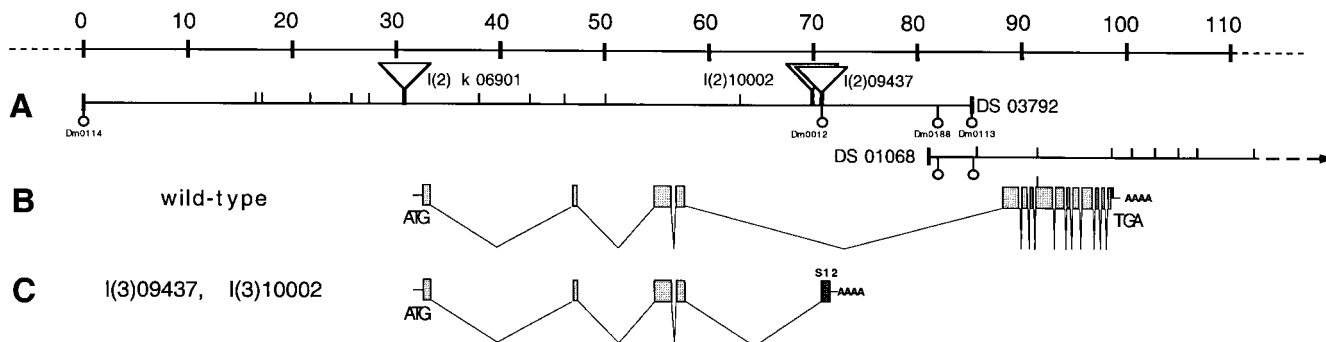 0 10 20 30 40 50 60 70 80 90 100 110
A
l(2) k 06901
l(2)10002
l(2)09437
DS 03792
Dm0114
Dm0012
Dm0188
Dm0113
DS 01068
B
wild-type
ATG
AAAA
TGA
C
l(3)09437, l(3)10002
ATG
S12
AAAA